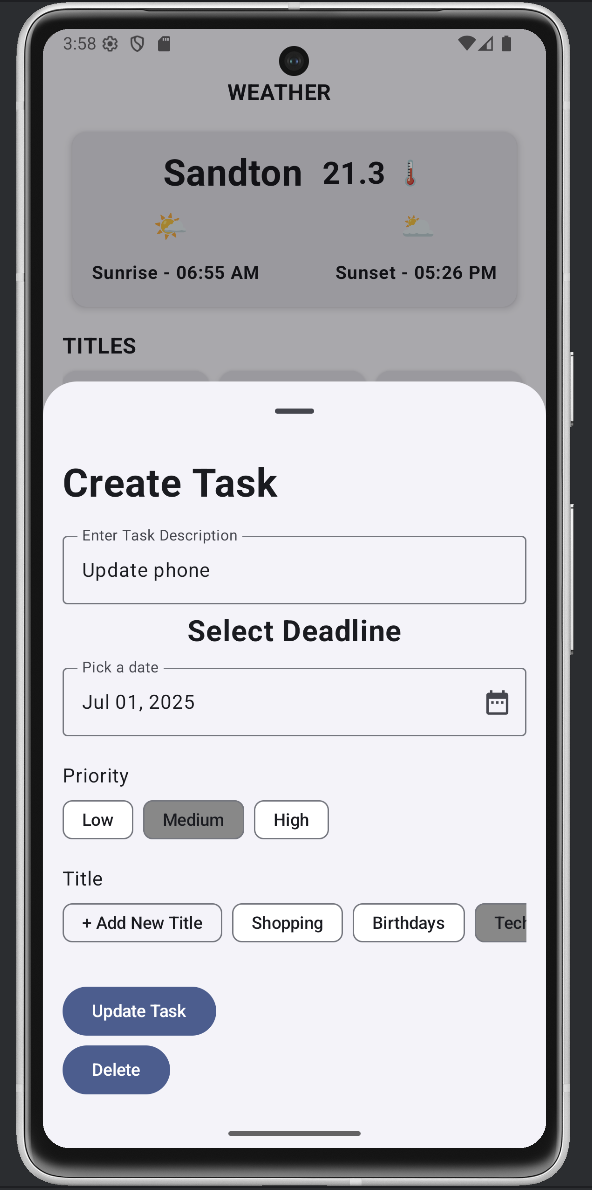 3:58
WEATHER
Sandton 21.3
Sunrise - 06:55 AM Sunset - 05:26 PM
TITLES
Create Task
Enter Task Description
Update phone
Select Deadline
Pick a date
Jul 01, 2025
Priority
Low Medium High
Title
+ Add New Title Shopping Birthdays Tech
Update Task
Delete